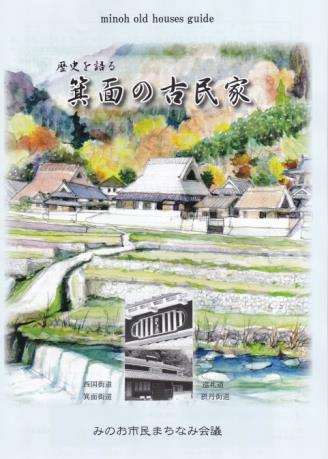 minoh old houses guide
歴史を語る
箕面の古民家
西国街道
箕面街道
巡礼道
摂丹街道
みのお市民まちなみ会議